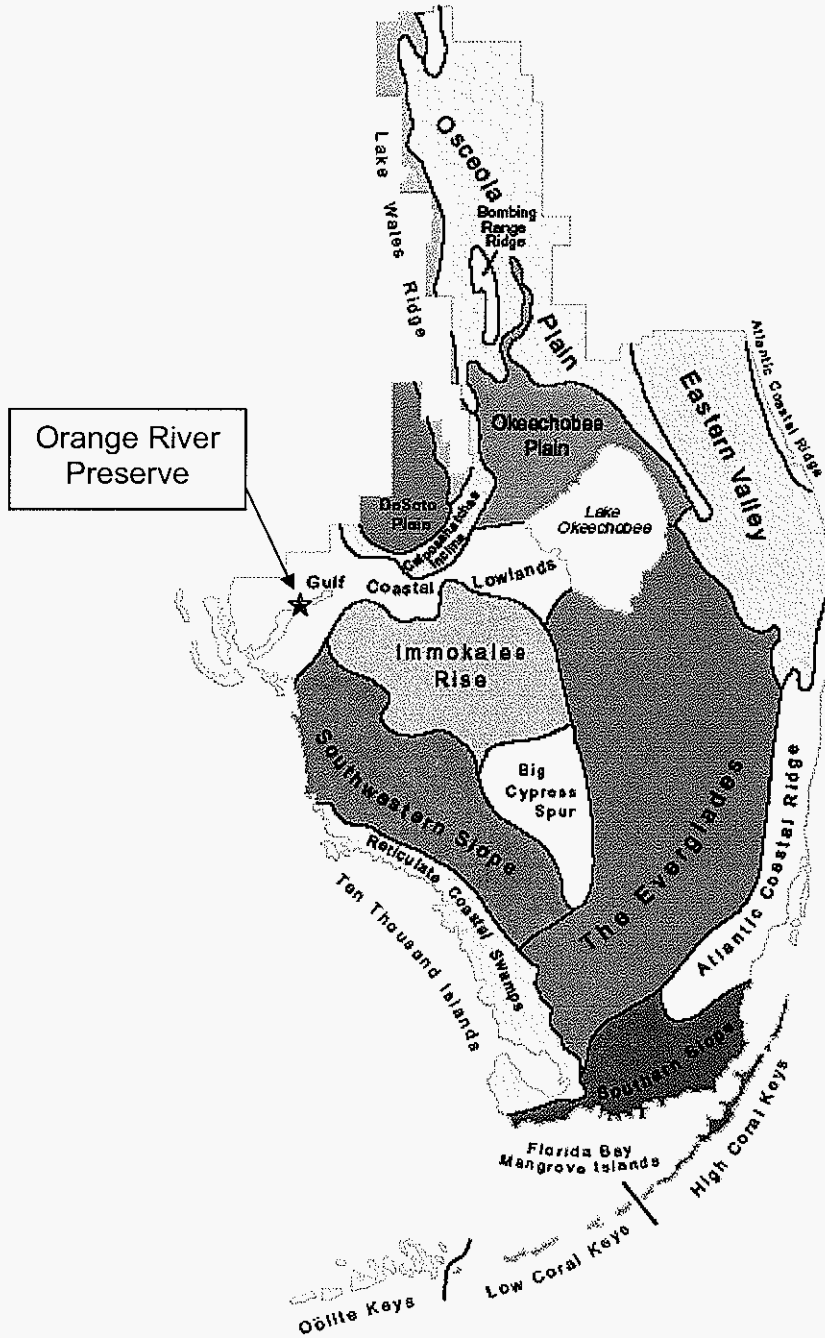 Osceola
Plain
Lake Wales Ridge
Bombing
Range
Ridge
Atlantic Coastal Ridge
Eastern Valley
Okeechobee
Plain
Orange River
Preserve
DeSoto
Plain
Caloosahatchee
Incline
Lake
Okeechobee
Gulf Coastal Lowlands
Immokalee
Rise
Southwestern Slope
Big
Cypress
Spur
The Everglades
Atlantic Coastal Ridge
Reticulate Coastal Swamps
Ten Thousand Islands
Southern Slope
Florida Bay
Mangrove Islands
High Coral Keys
Low Coral Keys
Oölite Keys